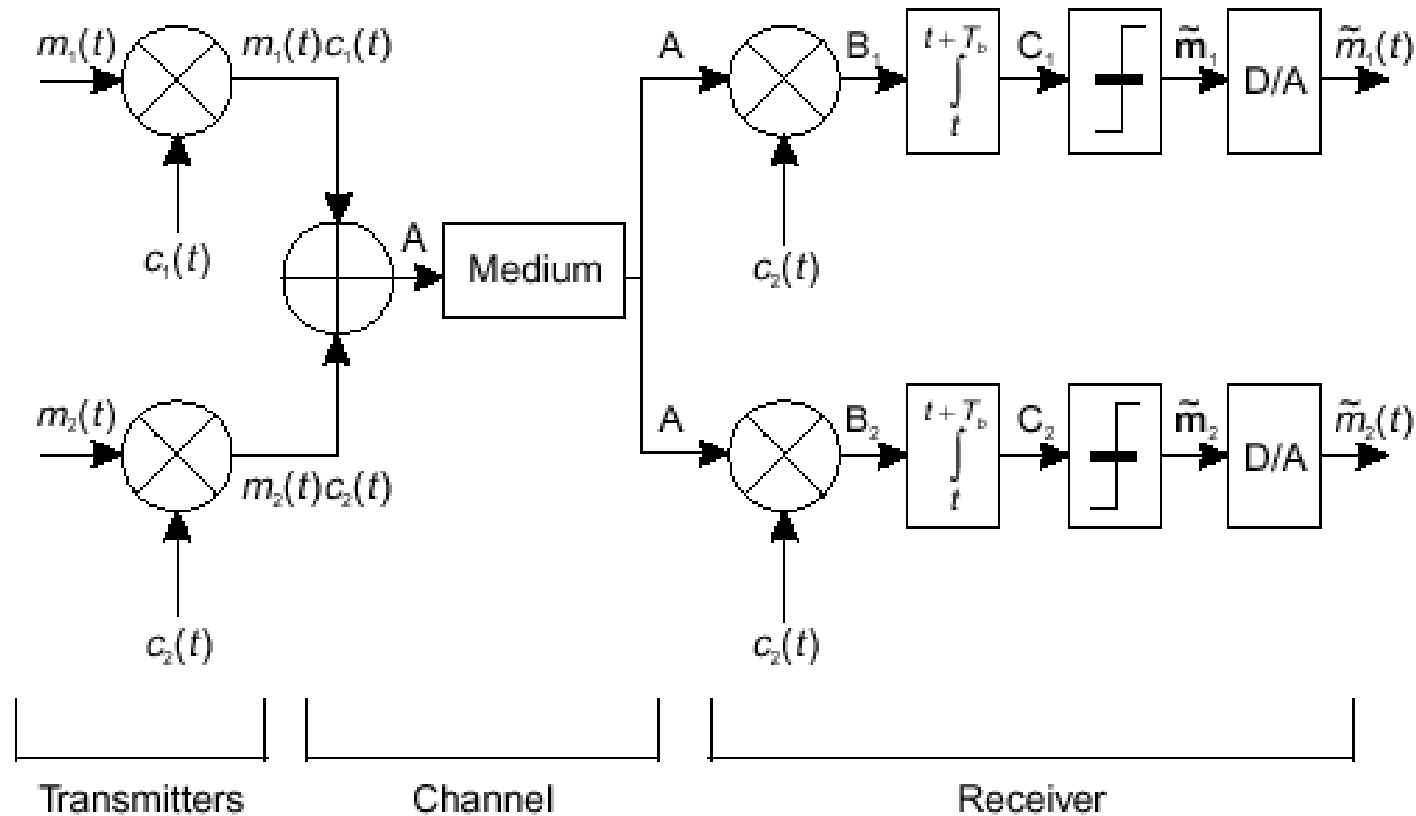 m₁(t)
m₁(t)c₁(t)
c₁(t)
A
Medium
m₂(t)
m₂(t)c₂(t)
c₂(t)
A
B₁
t + T_b
∫
t
C₁
m̃₁
D/A
m̃₁(t)
c₂(t)
A
B₂
t + T_b
∫
t
C₂
m̃₂
D/A
m̃₂(t)
c₂(t)
Transmitters
Channel
Receiver